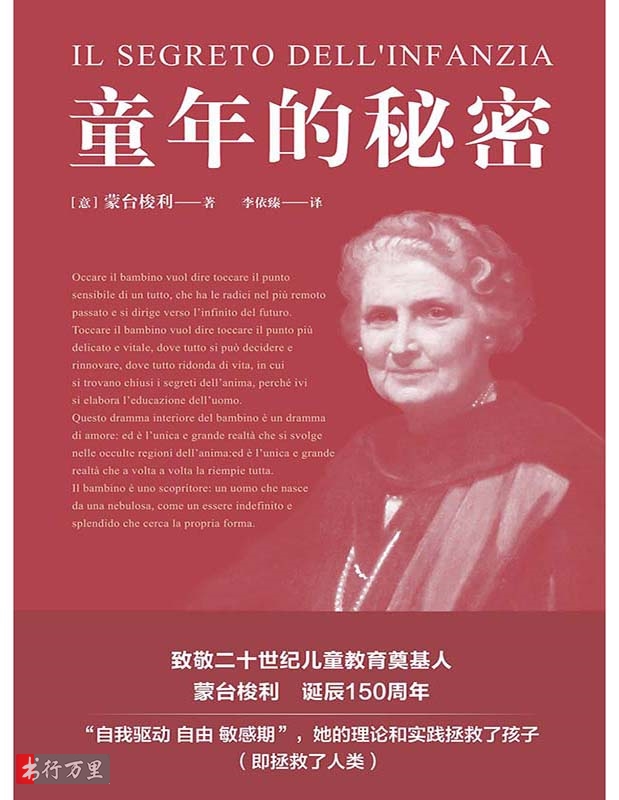 IL SEGRETO DELL'INFANZIA
童年的秘密
［意］蒙台梭利——著 李依臻——译
Occare il bambino vuol dire toccare il punto
sensibile di un tutto, che ha le radici nel più remoto
passato e si dirige verso l'infinito del futuro.
Toccare il bambino vuol dire toccare il punto più
delicato e vitale, dove tutto si può decidere e
rinnovare, dove tutto ridonda di vita, in cui
si trovano chiusi i segreti dell'anima, perché ivi
si elabora l'educazione dell'uomo.
Questo dramma interiore del bambino è un dramma
di amore: ed è l'unica e grande realtà che si svolge
nelle occulte regioni dell'anima:ed è l'unica e grande
realtà che a volta a volta la riempie tutta.
Il bambino è uno scopritore: un uomo che nasce
da una nebulosa, come un essere indefinito e
splendido che cerca la propria forma.
致敬二十世纪儿童教育奠基人
蒙台梭利 诞辰150周年
“自我驱动 自由 敏感期”，她的理论和实践拯救了孩子
（即拯救了人类）
书行万里